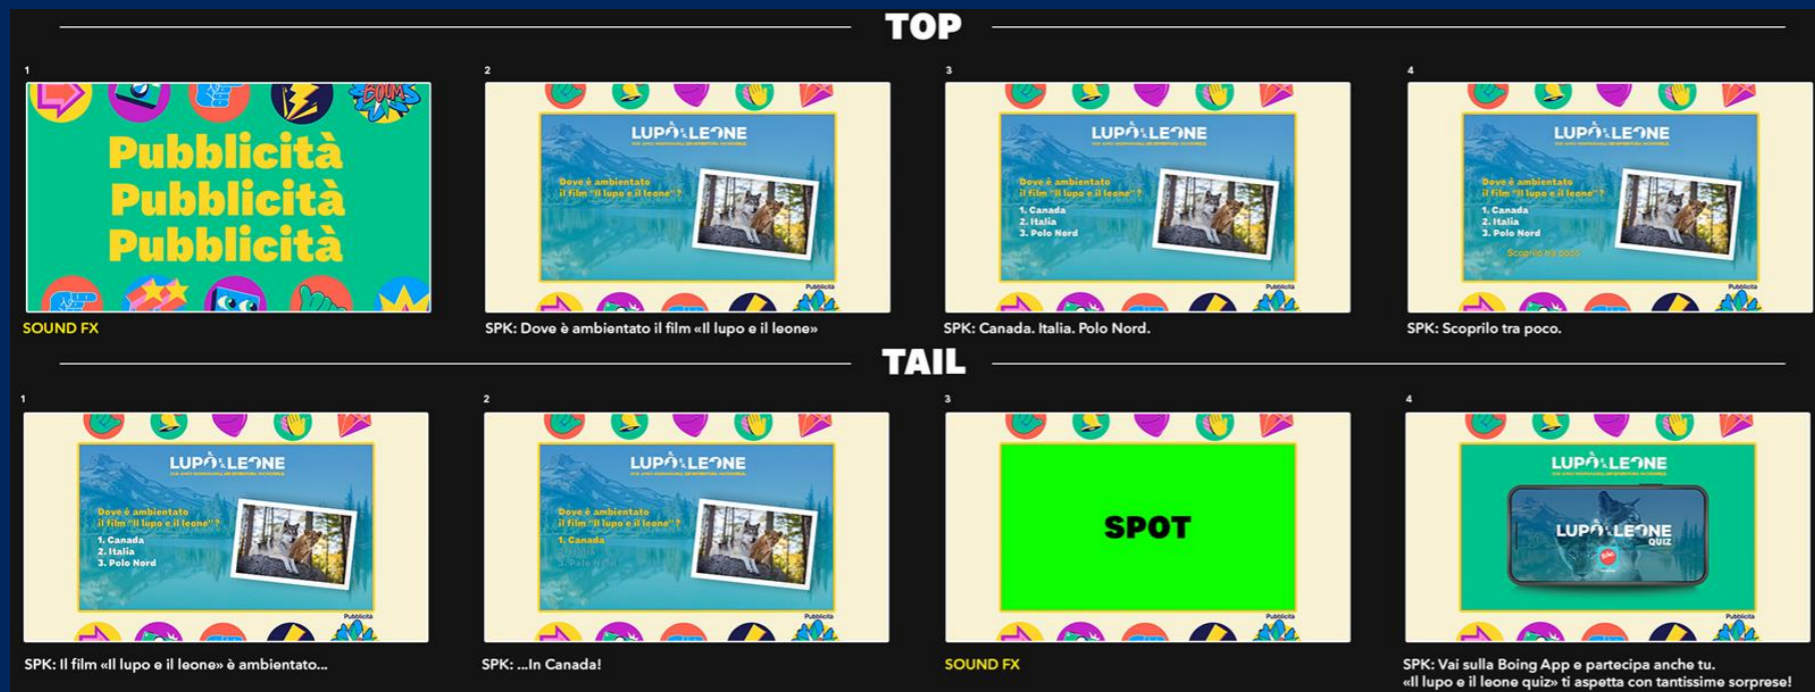 TOP
1
2
3
4
BOOM
Pubblicità
Pubblicità
Pubblicità
LUPO & LEONE
Dove è ambientato
il film "Il lupo e il leone"?
Pubblicità
LUPO & LEONE
Dove è ambientato
il film "Il lupo e il leone"?
1. Canada
2. Italia
3. Polo Nord
Pubblicità
LUPO & LEONE
Dove è ambientato
il film "Il lupo e il leone"?
1. Canada
2. Italia
3. Polo Nord
Scoprilo tra poco
Pubblicità
SOUND FX
SPK: Dove è ambientato il film «Il lupo e il leone»
SPK: Canada. Italia. Polo Nord.
SPK: Scoprilo tra poco.
TAIL
1
2
3
4
LUPO & LEONE
Dove è ambientato
il film "Il lupo e il leone"?
1. Canada
2. Italia
3. Polo Nord
Pubblicità
LUPO & LEONE
Dove è ambientato
il film "Il lupo e il leone"?
1. Canada
2. Italia
3. Polo Nord
Pubblicità
SPOT
Pubblicità
LUPO & LEONE
LUPO & LEONE
QUIZ
Pubblicità
SPK: Il film «Il lupo e il leone» è ambientato...
SPK: ...In Canada!
SOUND FX
SPK: Vai sulla Boing App e partecipa anche tu.
«Il lupo e il leone quiz» ti aspetta con tantissime sorprese!